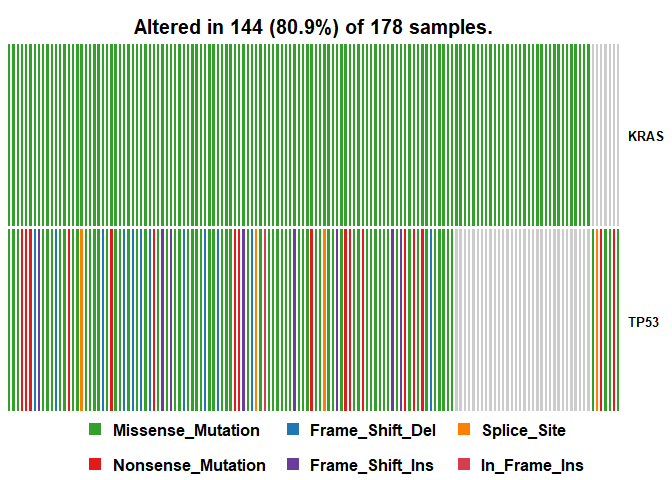 Altered in 144 (80.9%) of 178 samples.
KRAS
TP53
Missense_Mutation Frame_Shift_Del Splice_Site
Nonsense_Mutation Frame_Shift_Ins In_Frame_Ins